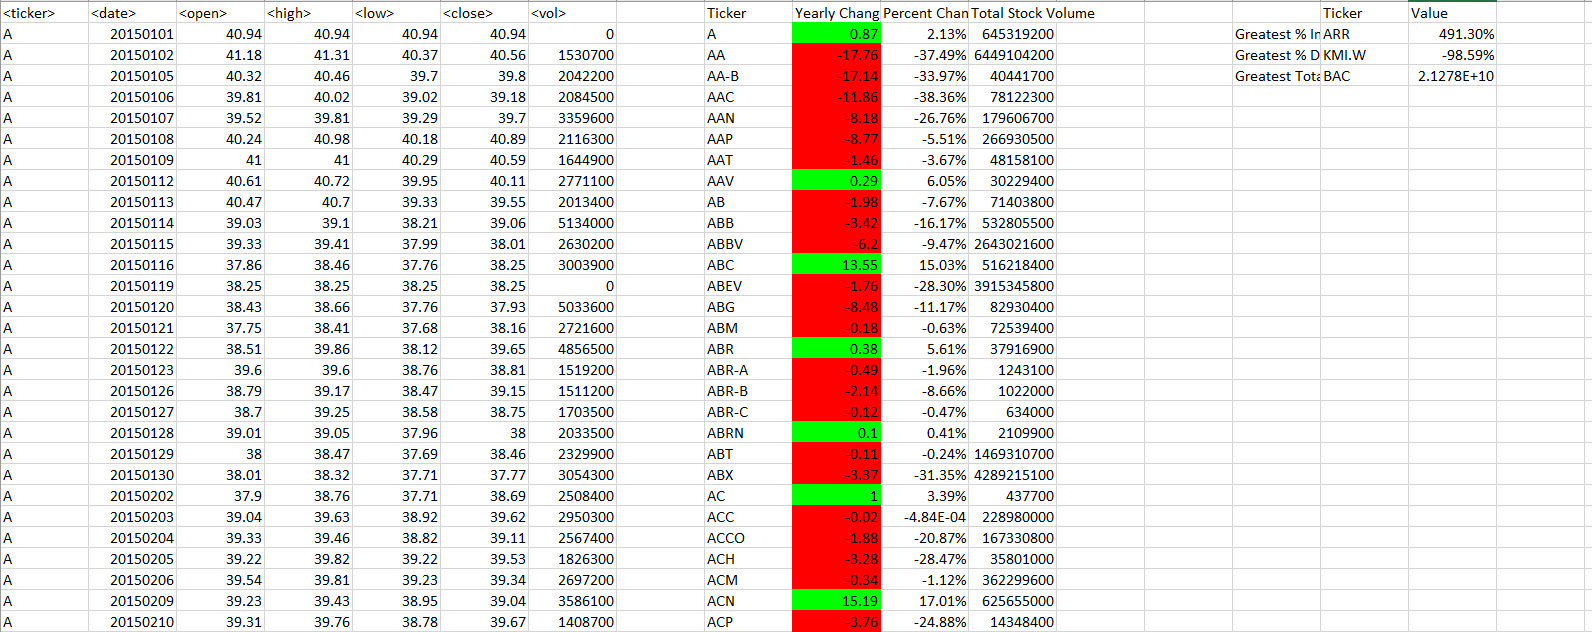 <ticker> <date> <open> <high> <low> <close> <vol> Ticker Yearly Chang Percent Chan Total Stock Volume Ticker Value
A 20150101 40.94 40.94 40.94 40.94 0 A 0.87 2.13% 645319200 Greatest % In ARR 491.30%
A 20150102 41.18 41.31 40.37 40.56 1530700 AA -17.76 -37.49% 6449104200 Greatest % D KMI.W -98.59%
A 20150105 40.32 40.46 39.7 39.8 2042200 AA-B -17.14 -33.97% 40441700 Greatest Tota BAC 2.1278E+10
A 20150106 39.81 40.02 39.02 39.18 2084500 AAC -11.86 -38.36% 78122300
A 20150107 39.52 39.81 39.29 39.7 3359600 AAN -8.18 -26.76% 179606700
A 20150108 40.24 40.98 40.18 40.89 2116300 AAP -8.77 -5.51% 266930500
A 20150109 41 41 40.29 40.59 1644900 AAT -1.46 -3.67% 48158100
A 20150112 40.61 40.72 39.95 40.11 2771100 AAV 0.29 6.05% 30229400
A 20150113 40.47 40.7 39.33 39.55 2013400 AB -1.98 -7.67% 71403800
A 20150114 39.03 39.1 38.21 39.06 5134000 ABB -3.42 -16.17% 532805500
A 20150115 39.33 39.41 37.99 38.01 2630200 ABBV -6.2 -9.47% 2643021600
A 20150116 37.86 38.46 37.76 38.25 3003900 ABC 13.55 15.03% 516218400
A 20150119 38.25 38.25 38.25 38.25 0 ABEV -1.76 -28.30% 3915345800
A 20150120 38.43 38.66 37.76 37.93 5033600 ABG -8.48 -11.17% 82930400
A 20150121 37.75 38.41 37.68 38.16 2721600 ABM -0.18 -0.63% 72539400
A 20150122 38.51 39.86 38.12 39.65 4856500 ABR 0.38 5.61% 37916900
A 20150123 39.6 39.6 38.76 38.81 1519200 ABR-A -0.49 -1.96% 1243100
A 20150126 38.79 39.17 38.47 39.15 1511200 ABR-B -2.14 -8.66% 1022000
A 20150127 38.7 39.25 38.58 38.75 1703500 ABR-C -0.12 -0.47% 634000
A 20150128 39.01 39.05 37.96 38 2033500 ABRN 0.1 0.41% 2109900
A 20150129 38 38.47 37.69 38.46 2329900 ABT -0.11 -0.24% 1469310700
A 20150130 38.01 38.32 37.71 37.77 3054300 ABX -3.37 -31.35% 4289215100
A 20150202 37.9 38.76 37.71 38.69 2508400 AC 1 3.39% 437700
A 20150203 39.04 39.63 38.92 39.62 2950300 ACC -0.02 -4.84E-04 228980000
A 20150204 39.33 39.46 38.82 39.11 2567400 ACCO -1.88 -20.87% 167330800
A 20150205 39.22 39.82 39.22 39.53 1826300 ACH -3.28 -28.47% 35801000
A 20150206 39.54 39.81 39.23 39.34 2697200 ACM -0.34 -1.12% 362299600
A 20150209 39.23 39.43 38.95 39.04 3586100 ACN 15.19 17.01% 625655000
A 20150210 39.31 39.76 38.78 39.67 1408700 ACP -3.76 -24.88% 14348400